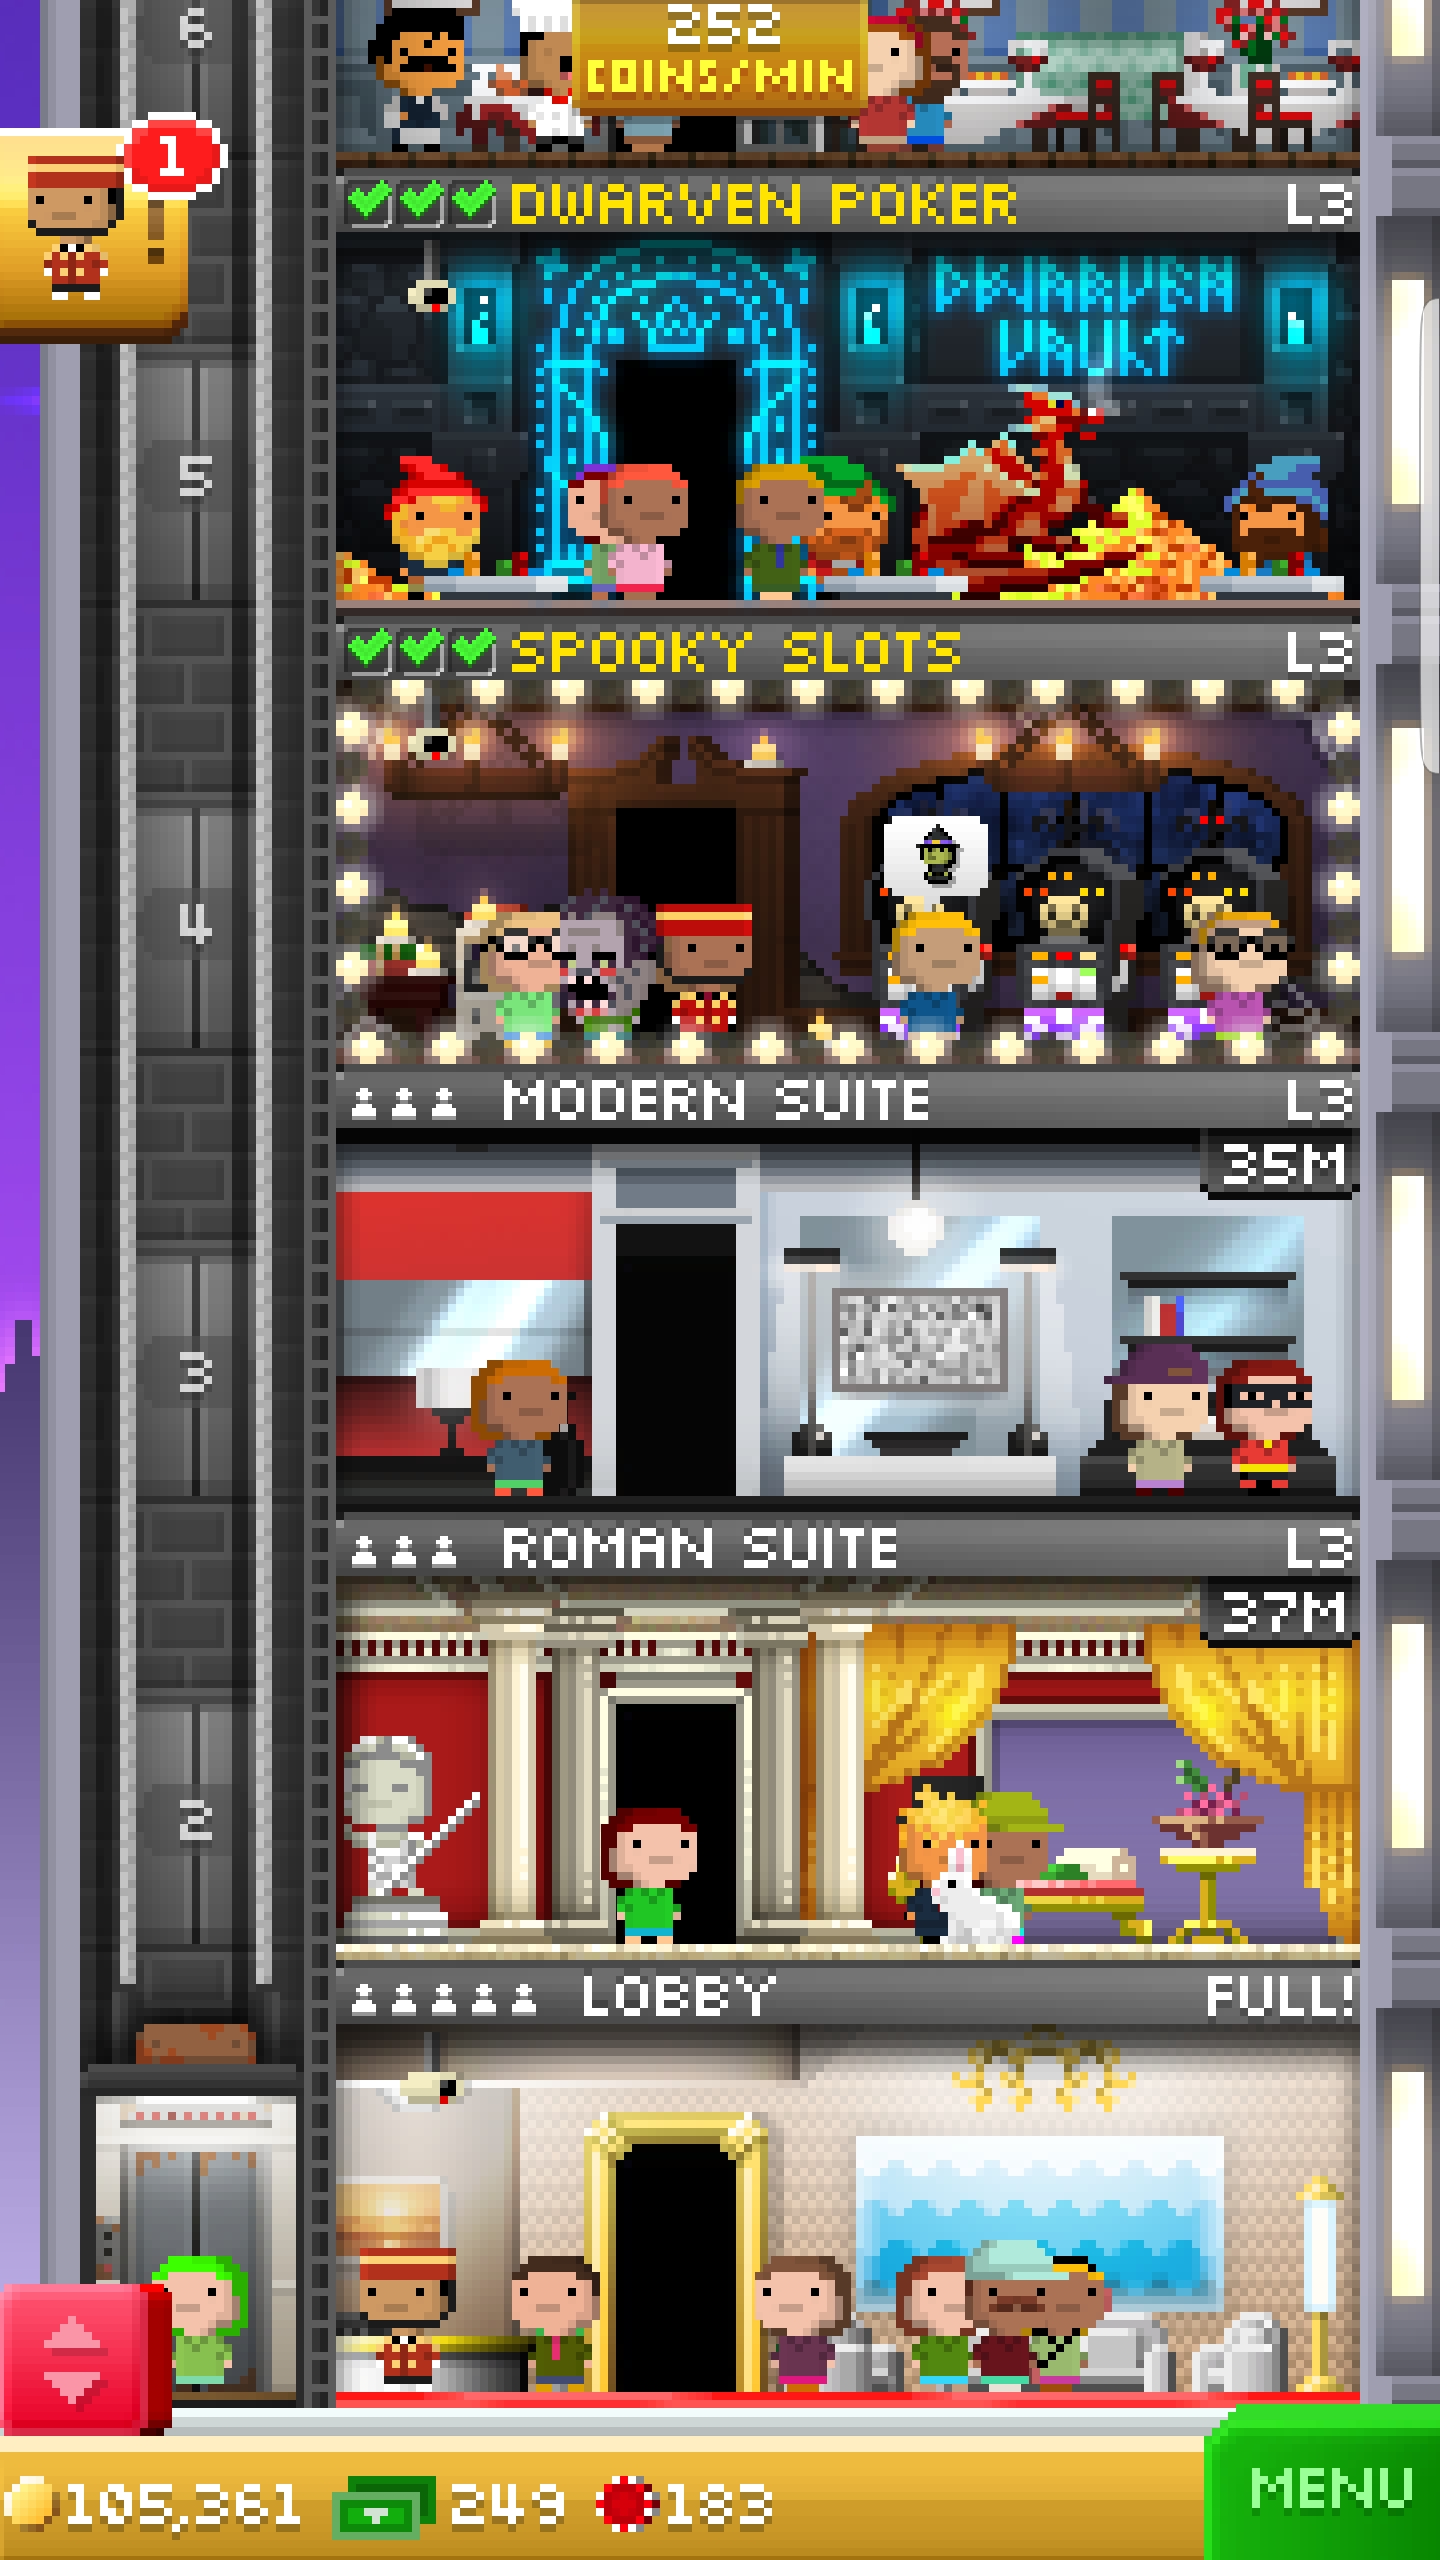 6
252
COINS/MIN
1
!
DWARVEN POKER L3
DWARVEN
VAULT
5
SPOOKY SLOTS L3
4
MODERN SUITE L3
35M
3
ROMAN SUITE L3
37M
2
LOBBY FULL!
105,361 249 183
MENU